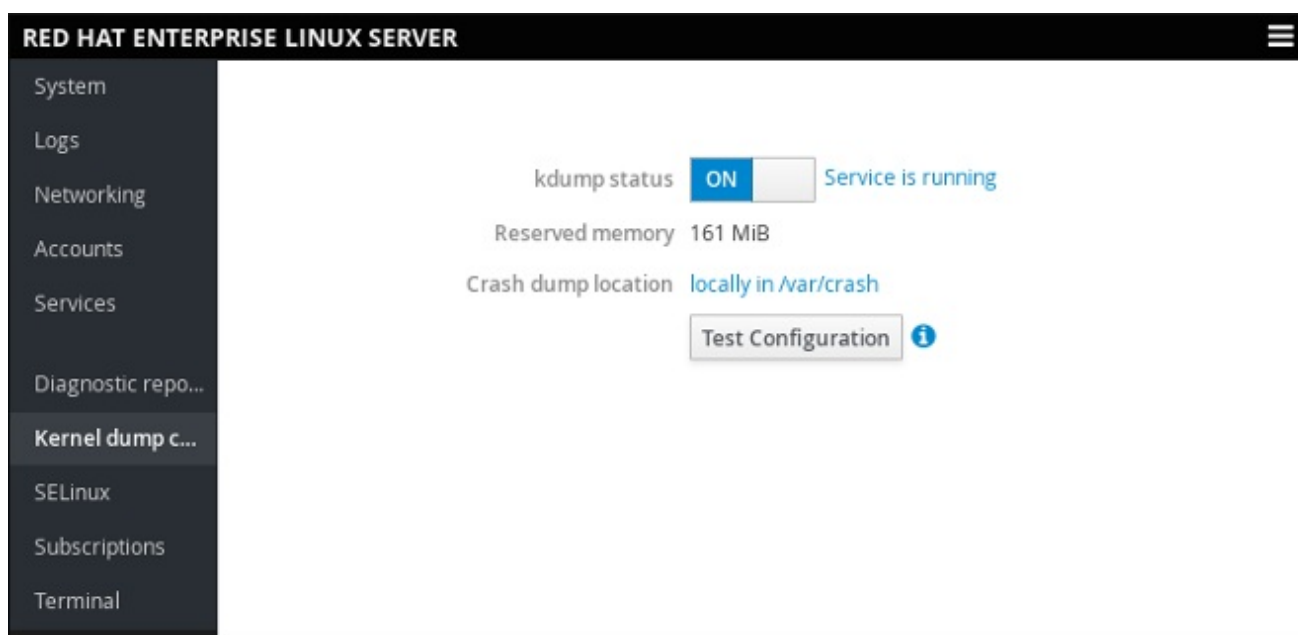 RED HAT ENTERPRISE LINUX SERVER
System
Logs
Networking
Accounts
Services
Diagnostic repo...
Kernel dump c...
SELinux
Subscriptions
Terminal
kdump status ON Service is running
Reserved memory 161 MiB
Crash dump location locally in /var/crash
Test Configuration